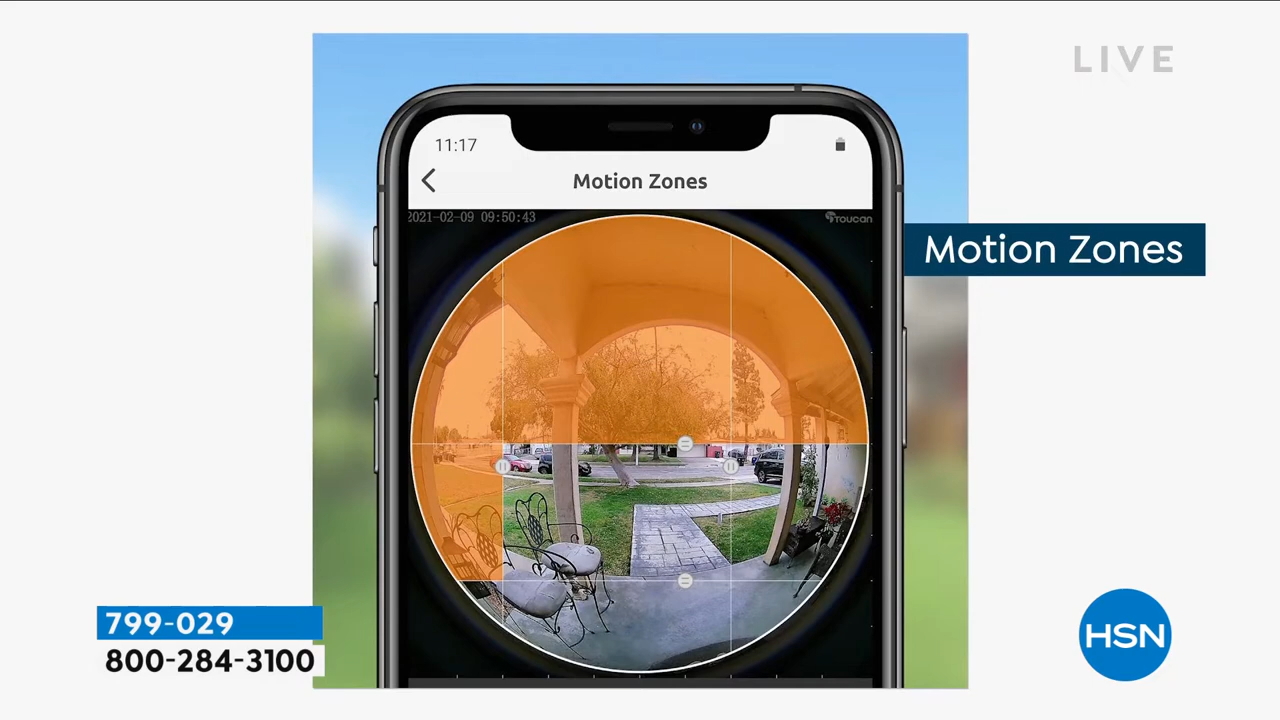 LIVE
11:17
Motion Zones
2021-02-09 09:50:43
TOUCAN
Motion Zones
799-029
800-284-3100
HSN